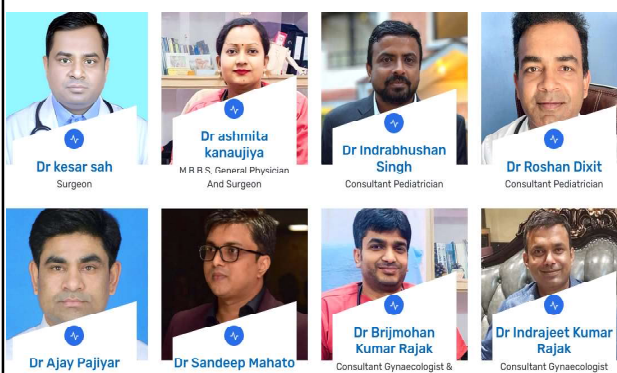 Dr kesar sah
Surgeon
Dr ashmita
kanaujiya
M.B.B.S, General Physician
And Surgeon
Dr Indrabhushan
Singh
Consultant Pediatrician
Dr Roshan Dixit
Consultant Pediatrician
Dr Ajay Pajiyar
Dr Sandeep Mahato
Dr Brijmohan
Kumar Rajak
Consultant Gynaecologist &
Dr Indrajeet Kumar
Rajak
Consultant Gynaecologist